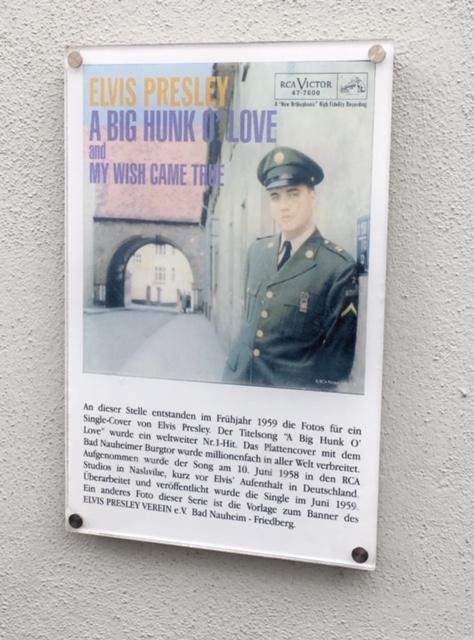 ELVIS PRESLEY
A BIG HUNK O' LOVE
and
MY WISH CAME TRUE
RCA VICTOR
47-7600
A "New Orthophonic" High Fidelity Recording
An dieser Stelle entstanden im Frühjahr 1959 die Fotos für ein
Single-Cover von Elvis Presley. Der Titelsong "A Big Hunk O'
Love" wurde ein weltweiter Nr.1-Hit. Das Plattencover mit dem
Bad Nauheimer Burgtor wurde millionenfach in aller Welt verbreitet.
Aufgenommen wurde der Song am 10. Juni 1958 in den RCA
Studios in Nashville, kurz vor Elvis' Aufenthalt in Deutschland.
Überarbeitet und veröffentlicht wurde die Single im Juni 1959.
Ein anderes Foto dieser Serie ist die Vorlage zum Banner des
ELVIS PRESLEY VEREIN e.V. Bad Nauheim - Friedberg.